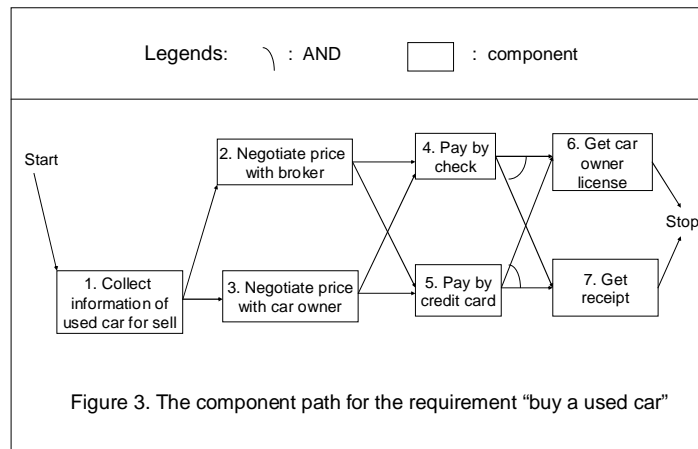 Legends: : AND : component
Start
2. Negotiate price
with broker
4. Pay by
check
6. Get car
owner
license
Stop
1. Collect
information of
used car for sell
3. Negotiate price
with car owner
5. Pay by
credit card
7. Get
receipt
Figure 3. The component path for the requirement “buy a used car”